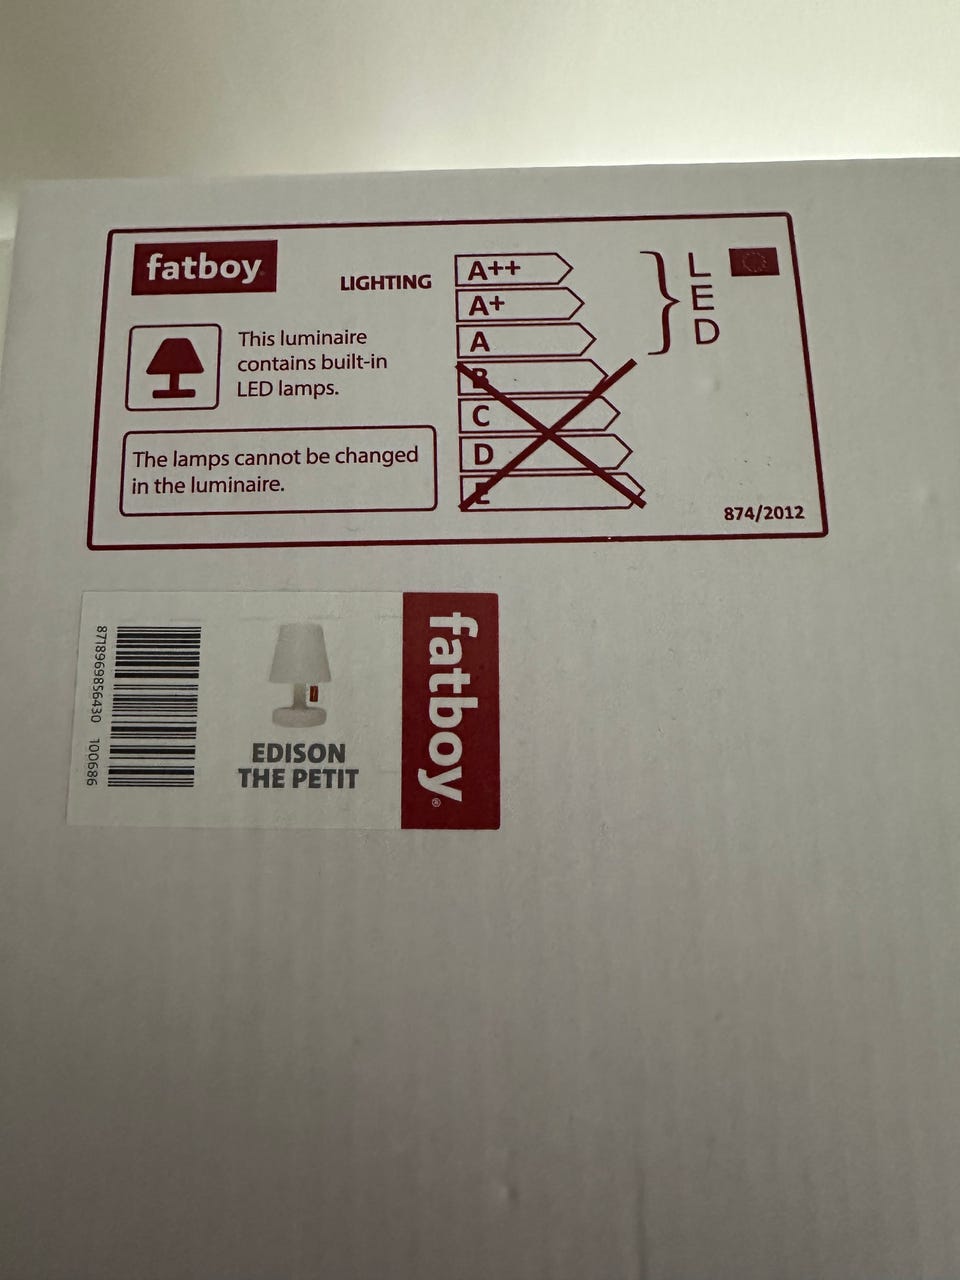 fatboy
LIGHTING
This luminaire
contains built-in
LED lamps.
The lamps cannot be changed
in the luminaire.
A++
A+
A
B
C
D
E
L
E
D
874/2012
8718969856430 100686
EDISON
THE PETIT
fatboy®